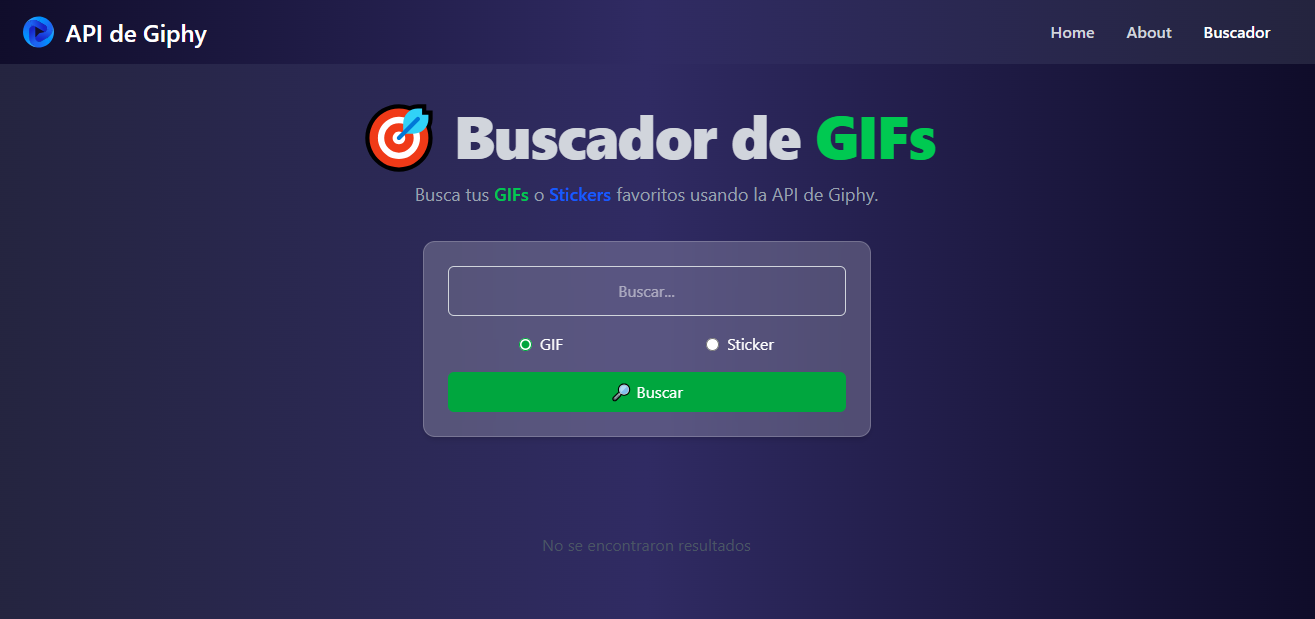 API de Giphy
Home
About
Buscador
Buscador de GIFs
Busca tus GIFs o Stickers favoritos usando la API de Giphy.
Buscar...
GIF
Sticker
Buscar
No se encontraron resultados